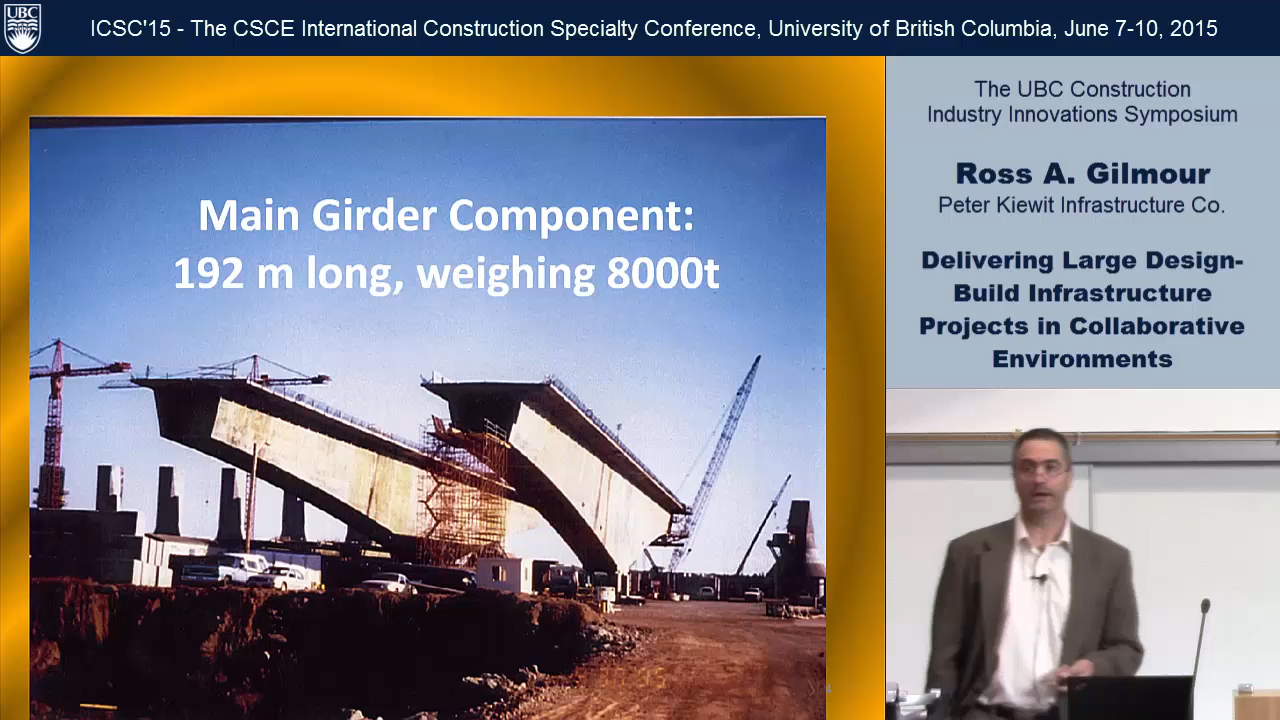 UBC
ICSC'15 - The CSCE International Construction Specialty Conference, University of British Columbia, June 7-10, 2015
Main Girder Component:
192 m long, weighing 8000t
The UBC Construction
Industry Innovations Symposium
Ross A. Gilmour
Peter Kiewit Infrastructure Co.
Delivering Large Design-
Build Infrastructure
Projects in Collaborative
Environments